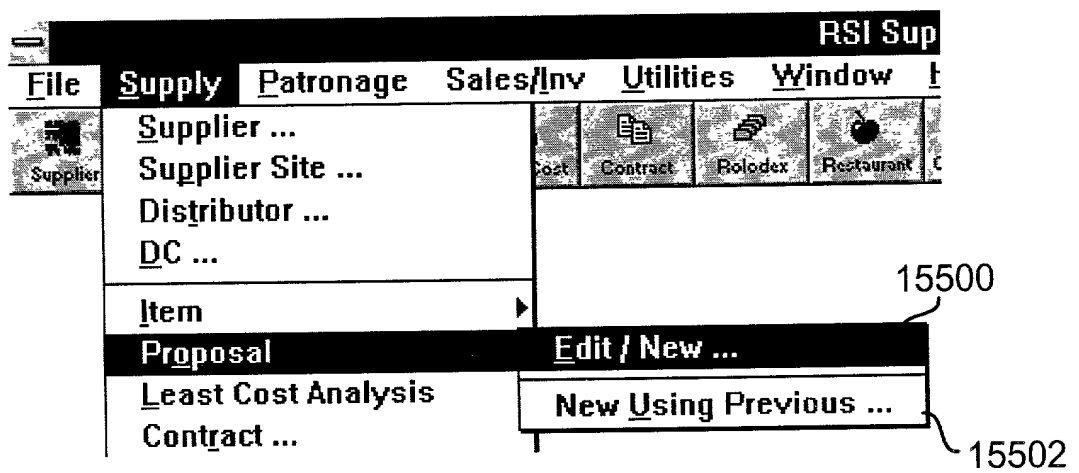 RSI Sup
File Supply Patronage Sales/Inv Utilities Window
Supplier Cost Contract Rolodex Restaurant
Supplier ...
Supplier Site ...
Distributor ...
DC ...
Item
Proposal
Least Cost Analysis
Contract ...
15500
Edit / New ...
New Using Previous ...
15502